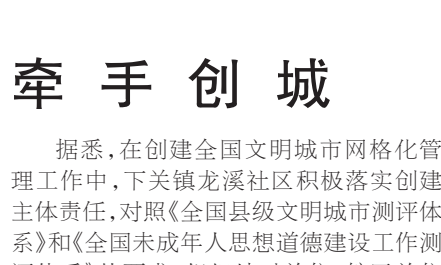 牵手创城
据悉,在创建全国文明城市网格化管
理工作中,下关镇龙溪社区积极落实创建
主体责任,对照《全国县级文明城市测评体
系》和《全国未成年人思想道德建设工作测